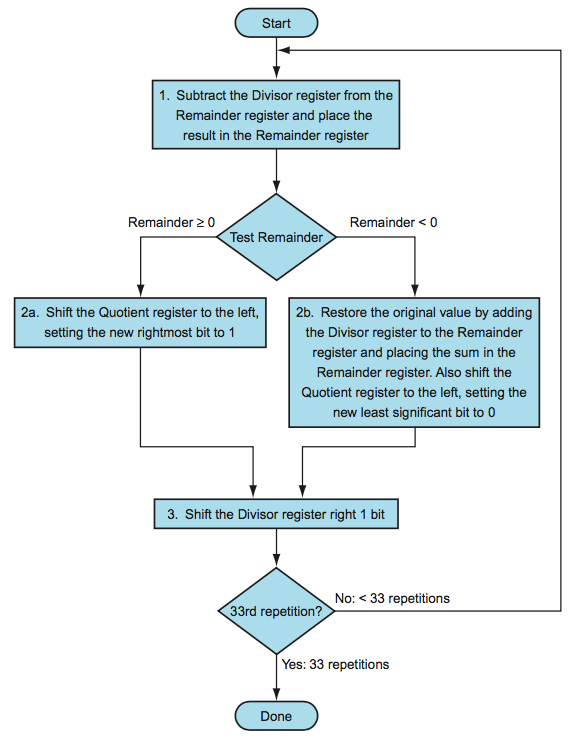 Start
1. Subtract the Divisor register from the
Remainder register and place the
result in the Remainder register
Remainder ≥ 0
Remainder < 0
Test Remainder
2a. Shift the Quotient register to the left,
setting the new rightmost bit to 1
2b. Restore the original value by adding
the Divisor register to the Remainder
register and placing the sum in the
Remainder register. Also shift the
Quotient register to the left, setting the
new least significant bit to 0
3. Shift the Divisor register right 1 bit
33rd repetition?
No: < 33 repetitions
Yes: 33 repetitions
Done